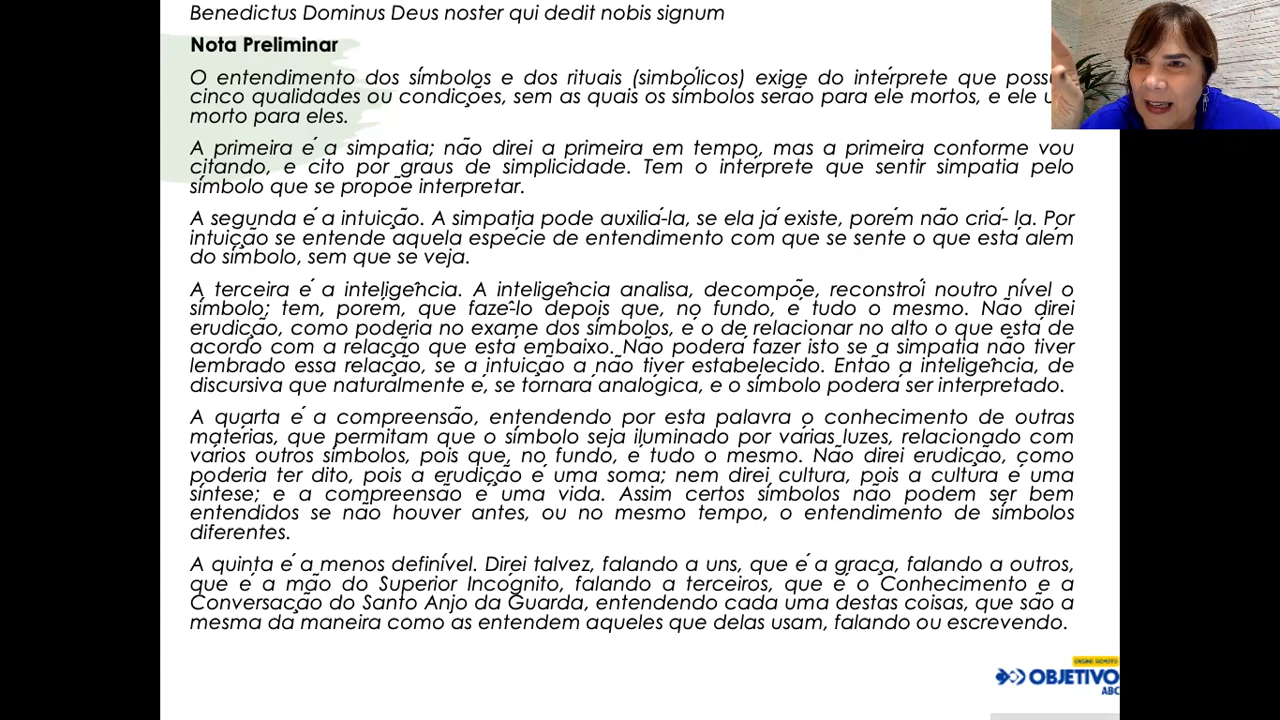 Benedictus Dominus Deus noster qui dedit nobis signum
Nota Preliminar
O entendimento dos símbolos e dos rituais (simbólicos) exige do intérprete que
cinco qualidades ou condições, sem as quais os símbolos serão para ele mortos, e ele
morto para eles.
A primeira é a simpatia; não direi a primeira em tempo, mas a primeira conforme vou
citando, e cito por graus de simplicidade. Tem o intérprete que sentir simpatia pelo
símbolo que se propõe interpretar.
A segunda é a intuição. A simpatia pode auxiliá-la, se ela já existe, porém não criá- la. Por
intuição se entende aquela espécie de entendimento com que se sente o que está além
do símbolo, sem que se veja.
A terceira é a inteligência. A inteligência analisa, decompõe, reconstrói noutro nível o
símbolo; tem, porém, que fazê-lo depois que, no fundo, é tudo o mesmo. Não direi
erudição, como poderia no exame dos símbolos, é o de relacionar no alto o que está de
acordo com a relação que está embaixo. Não poderá fazer isto se a simpatia não tiver
lembrado essa relação, se a intuição a não tiver estabelecido. Então a inteligência, de
discursiva que naturalmente é, se tornará analógica, e o símbolo poderá ser interpretado.
A quarta é a compreensão, entendendo por esta palavra o conhecimento de outras
matérias, que permitam que o símbolo seja iluminado por várias luzes, relacionado com
vários outros símbolos, pois que, no fundo, é tudo o mesmo. Não direi erudição, como
poderia ter dito, pois a erudição é uma soma; nem direi cultura, pois a cultura é uma
síntese; e a compreensão é uma vida. Assim certos símbolos não podem ser bem
entendidos se não houver antes, ou no mesmo tempo, o entendimento de símbolos
diferentes.
A quinta é a menos definível. Direi talvez, falando a uns, que é a graça, falando a outros,
que é a mão do Superior Incógnito, falando a terceiros, que é o Conhecimento e a
Conversação do Santo Anjo da Guarda, entendendo cada uma destas coisas, que são a
mesma da maneira como as entendem aqueles que delas usam, falando ou escrevendo.
ENSINO REMOTO
OBJETIVO
ABC